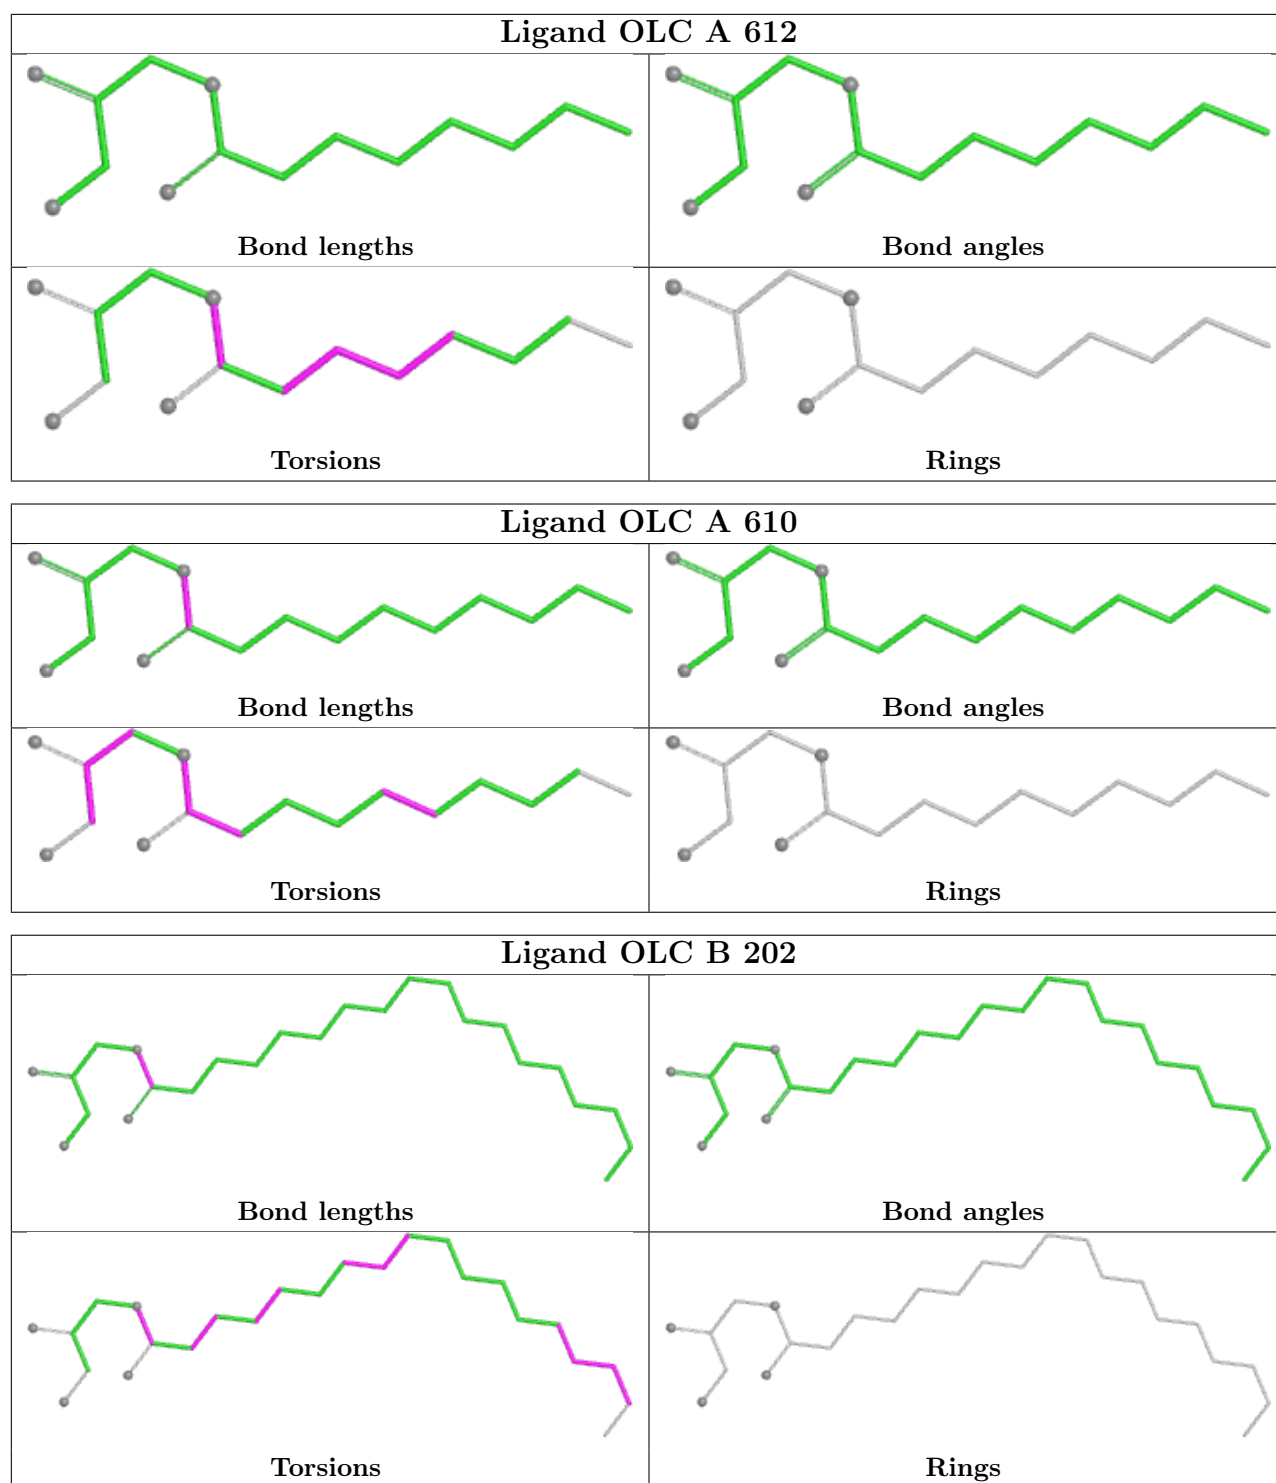 Ligand OLC A 612
Bond lengths
Bond angles
Torsions
Rings
Ligand OLC A 610
Bond lengths
Bond angles
Torsions
Rings
Ligand OLC B 202
Bond lengths
Bond angles
Torsions
Rings